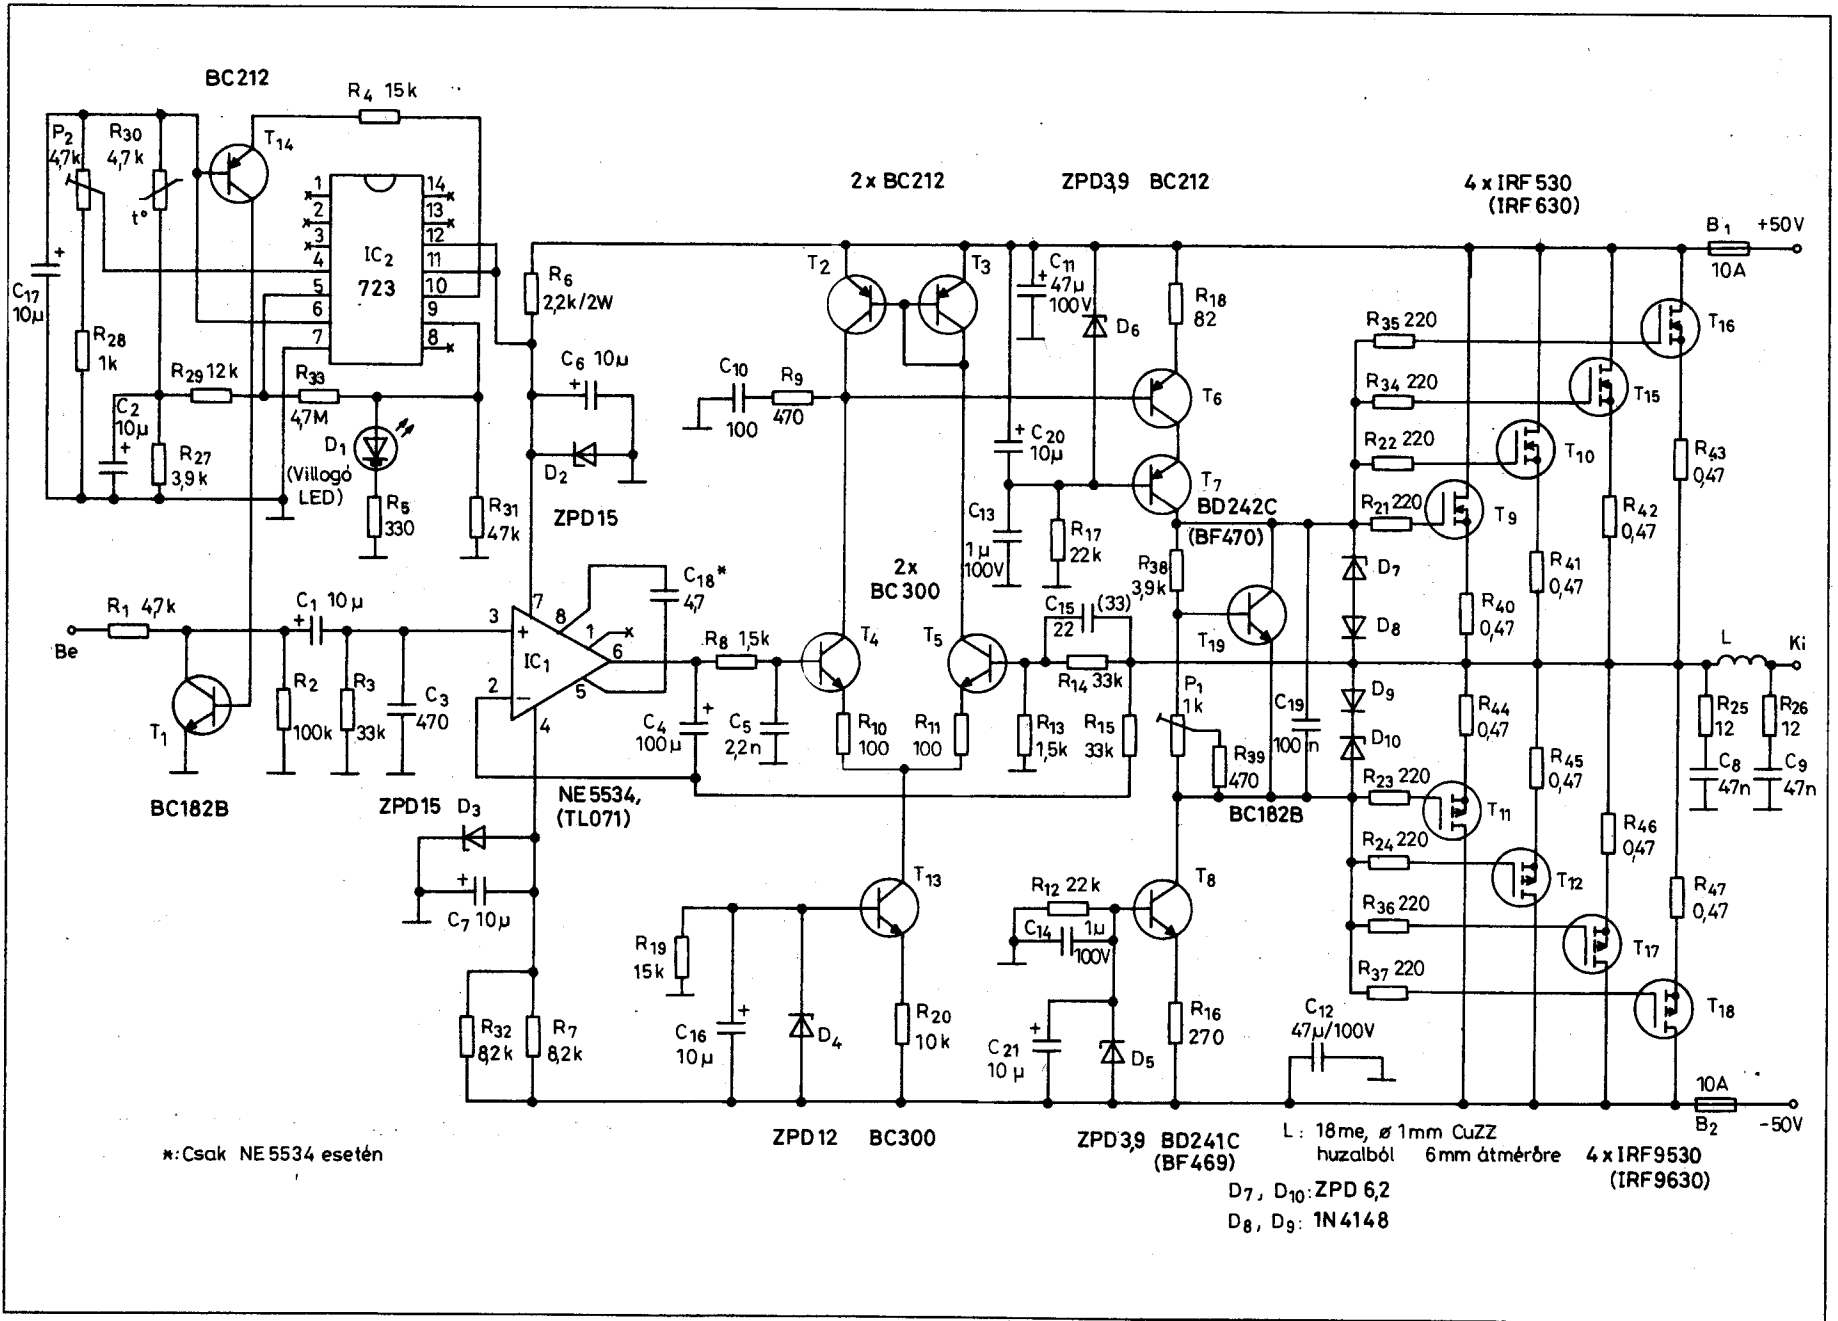 BC212
R4 15k
P2
4,7k
R30
4,7k
T14
t°
1
2
3
4
5
6
7
14
13
12
11
10
9
8
IC2
723
+
C17
10µ
R28
1k
R29 12k
R33
4,7M
C2
10µ
+
R27
3,9k
D1
(Villogó
LED)
R5
330
R31
47k
R6
2,2k/2W
C6 10µ
+
D2
ZPD15
2x BC212
ZPD3,9 BC212
4x IRF530
(IRF630)
B1 +50V
10A
T2
T3
C11
+
47µ
100V
D6
R18
82
C10
100
R9
470
T6
+ C20
10µ
T7
BD242C
(BF470)
C13
1µ
100V
R17
22k
R35 220
R34 220
R22 220
R21 220
T16
T15
T10
T9
R43
0,47
R42
0,47
R41
0,47
R40
0,47
R1 4,7k
Be
C1 10µ
+
T1
BC182B
R2
100k
R3
33k
C3
470
3
+
2
-
7
8
1
6
5
4
IC1
C18*
4,7
NE5534,
(TL071)
ZPD15
R8 1,5k
C4
100µ
+
C5
2,2n
2x
BC300
T4
T5
R10
100
R11
100
C15 (33)
22
R14 33k
R13
1,5k
R15
33k
R38
3,9k
T19
P1
1k
R39
470
C19
100n
BC182B
D7
D8
D9
D10
R44
0,47
R45
0,47
R46
0,47
R47
0,47
L
Ki
R25
12
R26
12
C8
47n
C9
47n
R23 220
R24 220
R36 220
R37 220
T11
T12
T17
T18
D3
+
C7 10µ
R32
8,2k
R7
8,2k
R19
15k
+
C16
10µ
D4
T13
R20
10k
R12 22k
C14
1µ
100V
T8
+
C21
10µ
D5
R16
270
C12
47µ/100V
10A
B2 -50V
ZPD12 BC300
ZPD3,9 BD241C
(BF469)
*:Csak NE5534 esetén
L: 18me, ø 1mm CuZZ
huzalból 6mm átmérőre
4xIRF9530
(IRF9630)
D7, D10: ZPD 6,2
D8, D9: 1N4148